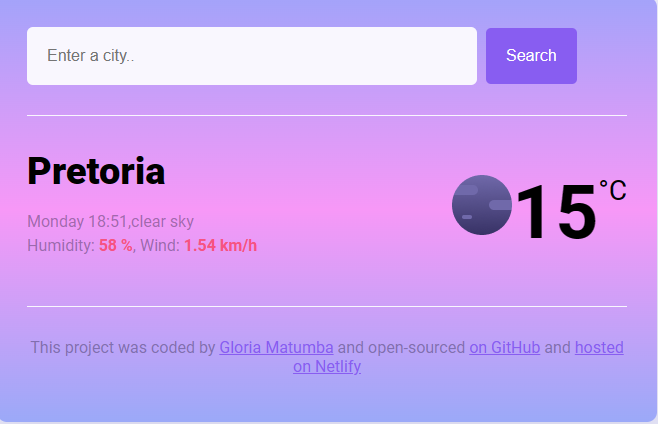 Enter a city..
Search
Pretoria
15
°C
Monday 18:51,clear sky
Humidity: 58 %, Wind: 1.54 km/h
This project was coded by Gloria Matumba and open-sourced on GitHub and hosted
on Netlify